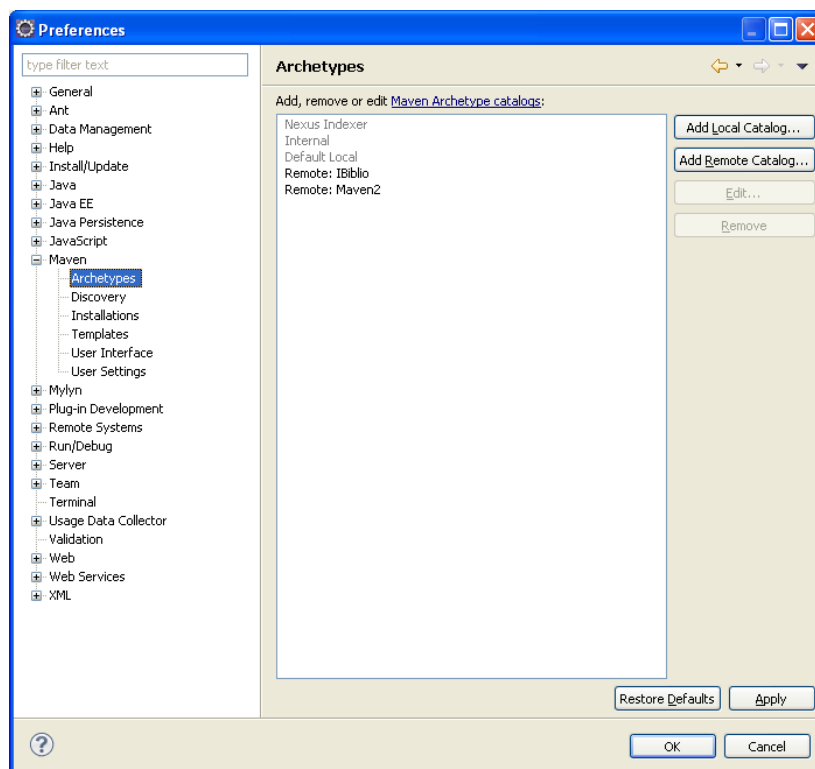 Preferences
type filter text
General
Ant
Data Management
Help
Install/Update
Java
Java EE
Java Persistence
JavaScript
Maven
Archetypes
Discovery
Installations
Templates
User Interface
User Settings
Mylyn
Plug-in Development
Remote Systems
Run/Debug
Server
Team
Terminal
Usage Data Collector
Validation
Web
Web Services
XML
Archetypes
Add, remove or edit Maven Archetype catalogs:
Nexus Indexer
Internal
Default Local
Remote: IBiblio
Remote: Maven2
Add Local Catalog...
Add Remote Catalog...
Edit...
Remove
Restore Defaults
Apply
?
OK
Cancel